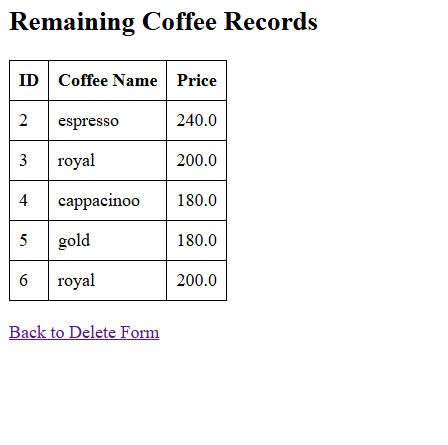 Remaining Coffee Records
ID Coffee Name Price
2 espresso 240.0
3 royal 200.0
4 cappacinoo 180.0
5 gold 180.0
6 royal 200.0
Back to Delete Form